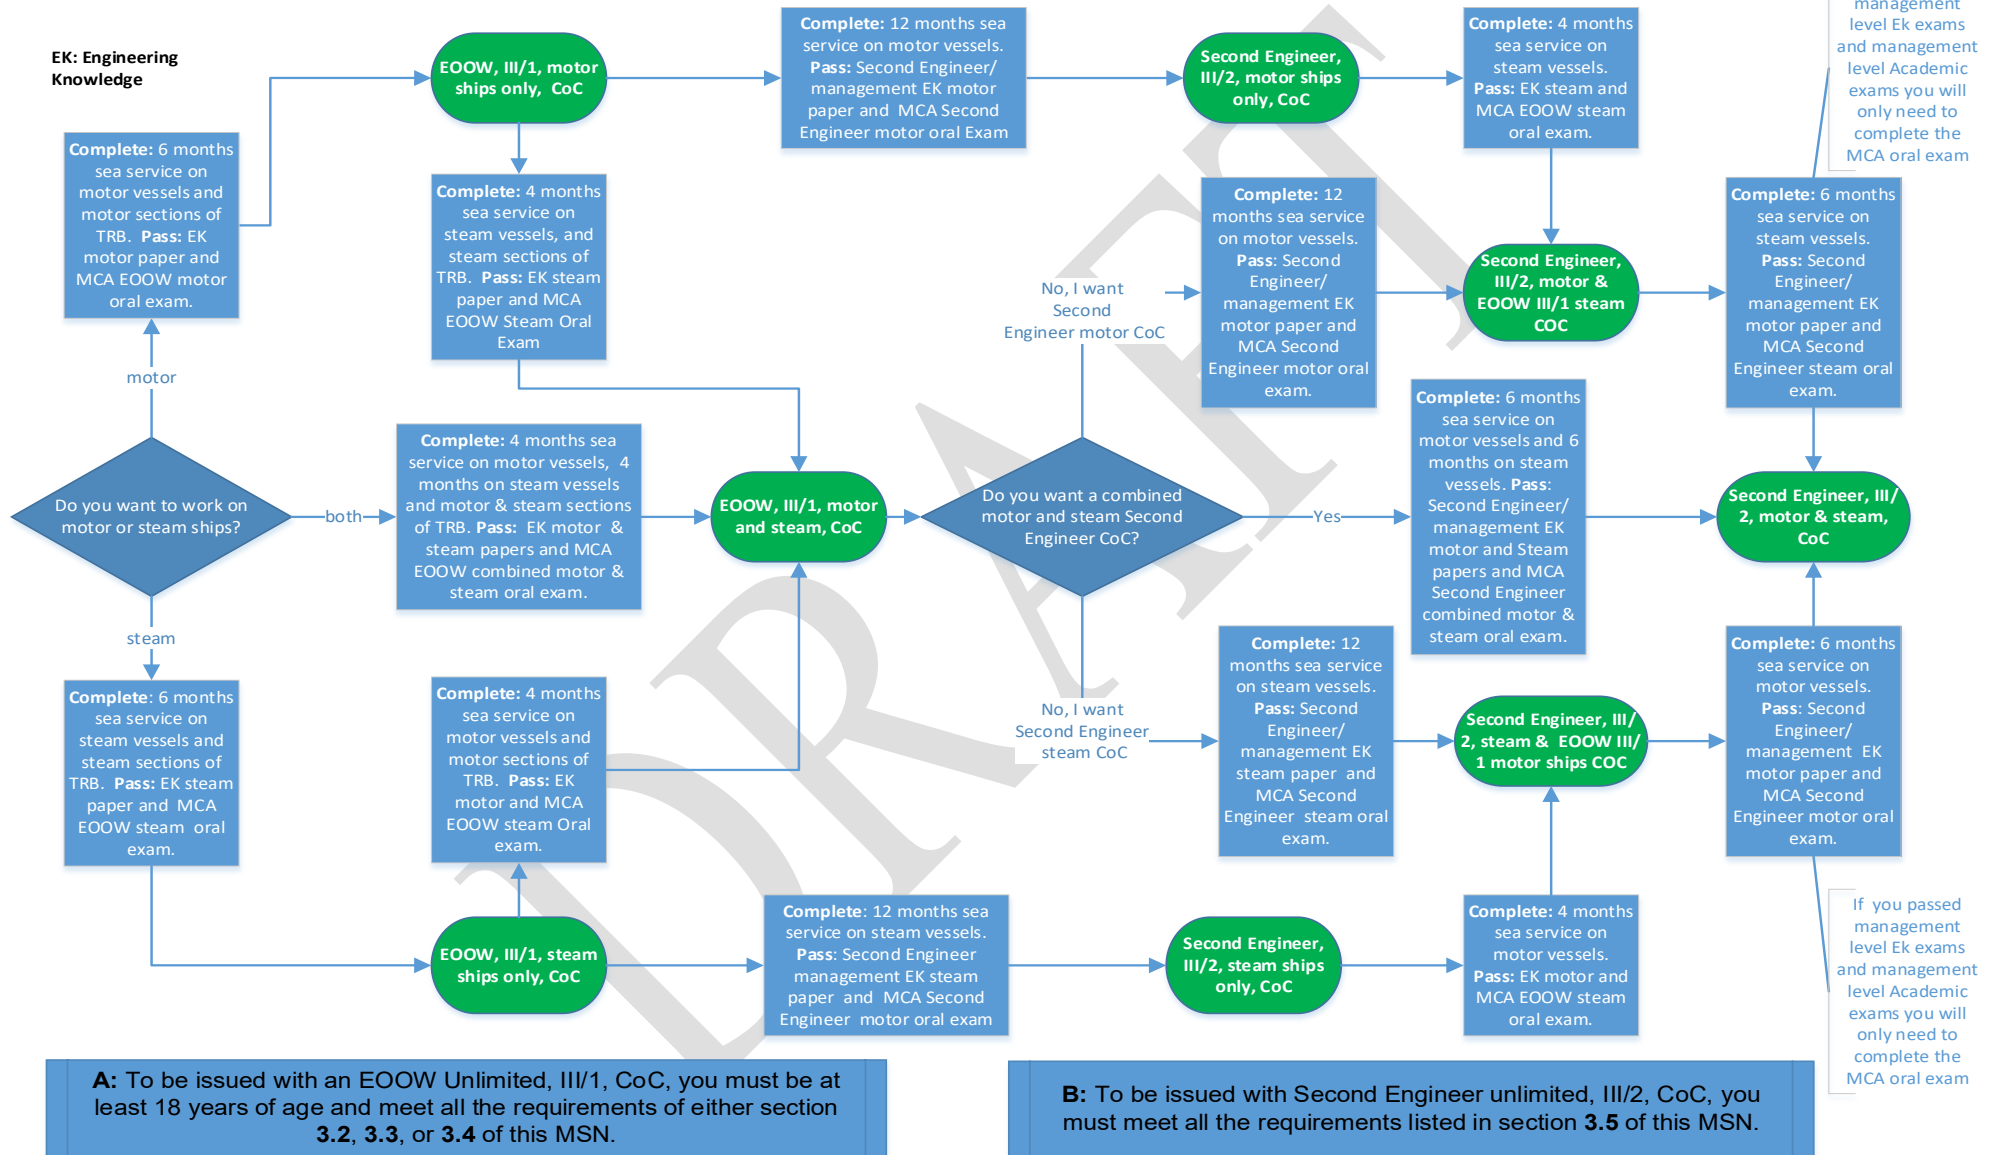 EK: Engineering
Knowledge
EOOW, III/1, motor
ships only, CoC
Complete: 12 months sea
service on motor vessels.
Pass: Second Engineer/
management EK motor
paper and MCA Second
Engineer motor oral Exam
Second Engineer,
III/2, motor ships
only, CoC
Complete: 4 months
sea service on
steam vessels.
Pass: EK steam and
MCA EOOW steam
oral exam.
management
level Ek exams
and management
level Academic
exams you will
only need to
complete the
MCA oral exam
Complete: 6 months
sea service on
motor vessels and
motor sections of
TRB. Pass: EK
motor paper and
MCA EOOW motor
oral exam.
Complete: 4 months
sea service on
steam vessels, and
steam sections of
TRB. Pass: EK steam
paper and MCA
EOOW Steam Oral
Exam
No, I want
Second
Engineer motor CoC
Complete: 12
months sea service
on motor vessels.
Pass: Second
Engineer/
management EK
motor paper and
MCA Second
Engineer motor oral
exam.
Second Engineer,
III/2, motor &
EOOW III/1 steam
COC
Complete: 6 months
sea service on
steam vessels.
Pass: Second
Engineer/
management EK
motor paper and
MCA Second
Engineer steam oral
exam.
motor
Do you want to work on
motor or steam ships?
both
Complete: 4 months sea
service on motor vessels, 4
months on steam vessels
and motor & steam sections
of TRB. Pass: EK motor &
steam papers and MCA
EOOW combined motor &
steam oral exam.
EOOW, III/1, motor
and steam, CoC
Do you want a combined
motor and steam Second
Engineer CoC?
Yes
Complete: 6 months
sea service on
motor vessels and 6
months on steam
vessels. Pass:
Second Engineer/
management EK
motor and Steam
papers and MCA
Second Engineer
combined motor &
steam oral exam.
Second Engineer, III/
2, motor & steam,
CoC
steam
Complete: 6 months
sea service on
steam vessels and
steam sections of
TRB. Pass: EK steam
paper and MCA
EOOW steam oral
exam.
Complete: 4 months
sea service on
motor vessels and
motor sections of
TRB. Pass: EK
motor and MCA
EOOW steam Oral
exam.
No, I want
Second Engineer
steam CoC
Complete: 12
months sea service
on steam vessels.
Pass: Second
Engineer/
management EK
steam paper and
MCA Second
Engineer steam oral
exam.
Second Engineer, III/
2, steam & EOOW III/
1 motor ships COC
Complete: 6 months
sea service on
motor vessels.
Pass: Second
Engineer/
management EK
motor paper and
MCA Second
Engineer motor oral
exam.
EOOW, III/1, steam
ships only, CoC
Complete: 12 months sea
service on steam vessels.
Pass: Second Engineer
management EK steam
paper and MCA Second
Engineer motor oral exam
Second Engineer,
III/2, steam ships
only, CoC
Complete: 4 months
sea service on
motor vessels.
Pass: EK motor and
MCA EOOW steam
oral exam.
If you passed
management
level Ek exams
and management
level Academic
exams you will
only need to
complete the
MCA oral exam
A: To be issued with an EOOW Unlimited, III/1, CoC, you must be at
least 18 years of age and meet all the requirements of either section
3.2, 3.3, or 3.4 of this MSN.
B: To be issued with Second Engineer unlimited, III/2, CoC, you
must meet all the requirements listed in section 3.5 of this MSN.
DRAFT